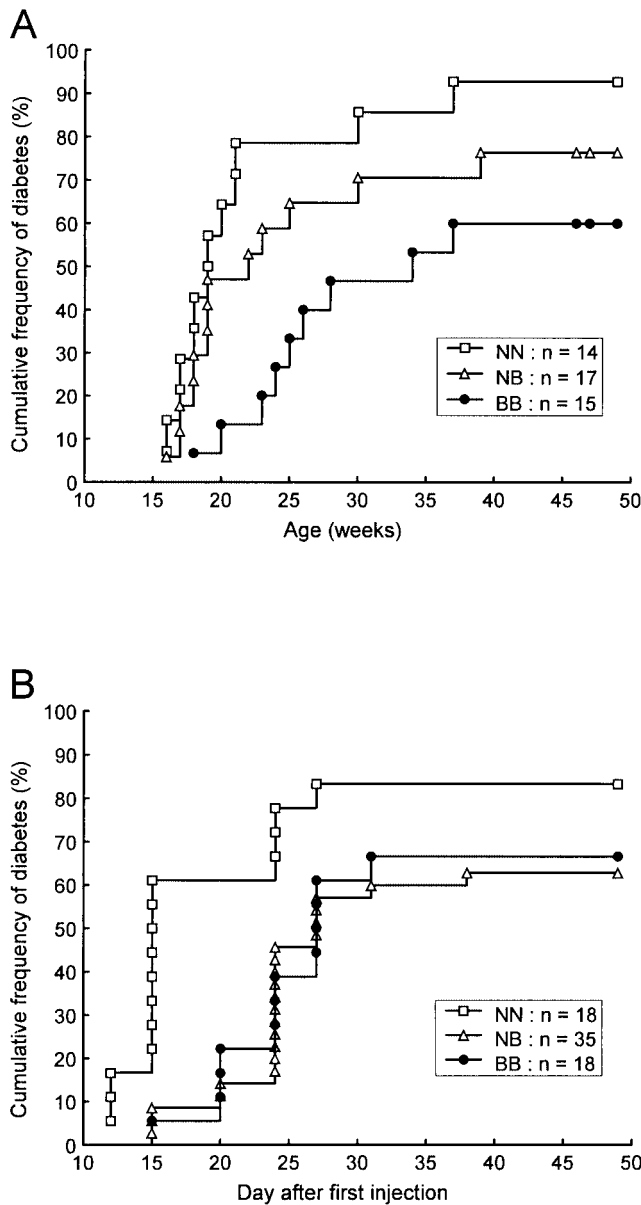 A
Cumulative frequency of diabetes (%)
100
90
80
70
60
50
40
30
20
10
0
NN : n = 14
NB : n = 17
BB : n = 15
10 15 20 25 30 35 40 45 50
Age (weeks)
B
Cumulative frequency of diabetes (%)
100
90
80
70
60
50
40
30
20
10
0
NN : n = 18
NB : n = 35
BB : n = 18
10 15 20 25 30 35 40 45 50
Day after first injection